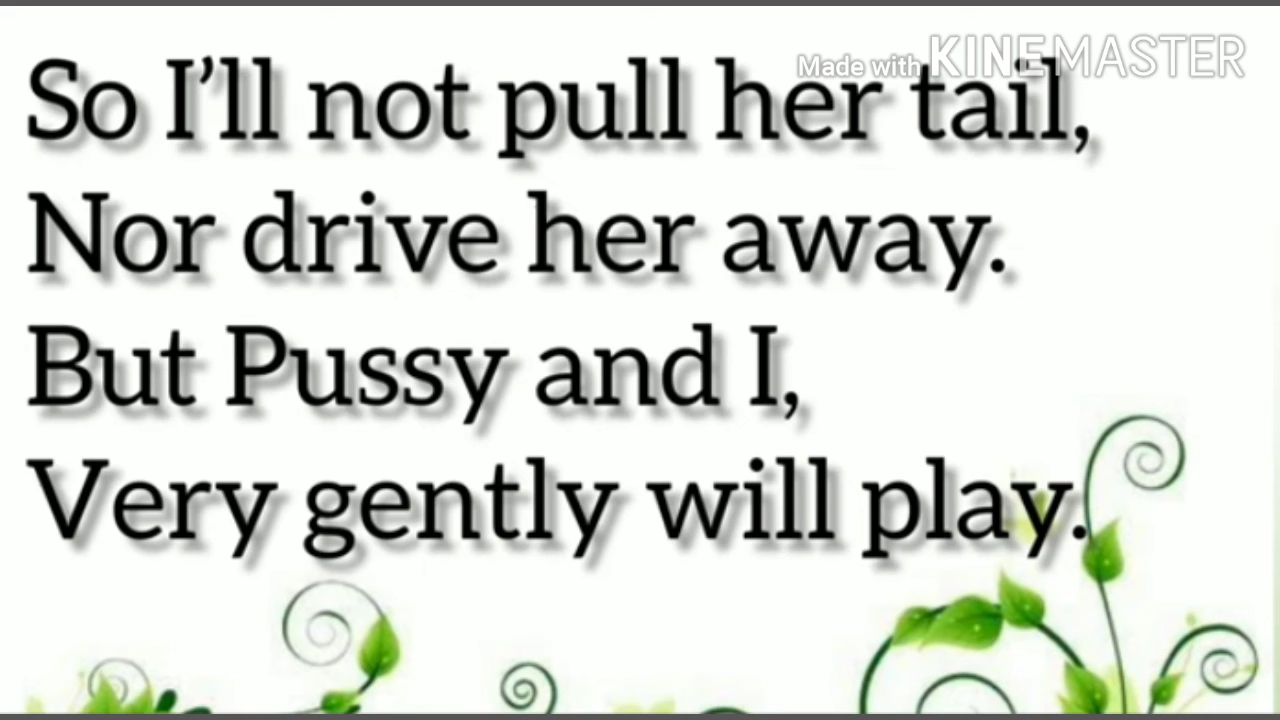 Made with KINEMASTER
So I’ll not pull her tail,
Nor drive her away.
But Pussy and I,
Very gently will play.